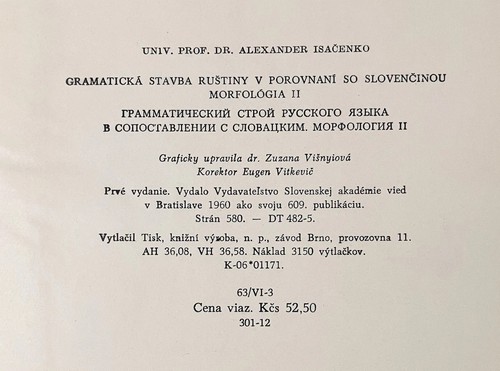 UNIV. PROF. DR. ALEXANDER ISAČENKO
GRAMATICKÁ STAVBA RUŠTINY V POROVNANÍ SO SLOVENČINOU
MORFOLÓGIA II
ГРАММАТИЧЕСКИЙ СТРОЙ РУССКОГО ЯЗЫКА
В СОПОСТАВЛЕНИИ С СЛОВАЦКИМ. МОРФОЛОГИЯ II
Graficky upravila dr. Zuzana Višnyiová
Korektor Eugen Vitkevič
Prvé vydanie. Vydalo Vydavateľstvo Slovenskej akadémie vied
v Bratislave 1960 ako svoju 609. publikáciu.
Strán 580. — DT 482-5.
Vytlačil Tisk, knižní výroba, n. p., závod Brno, provozovna 11.
AH 36,08, VH 36,58. Náklad 3150 výtlačkov.
K-06*01171.
63/VI-3
Cena viaz. Kčs 52,50
301-12